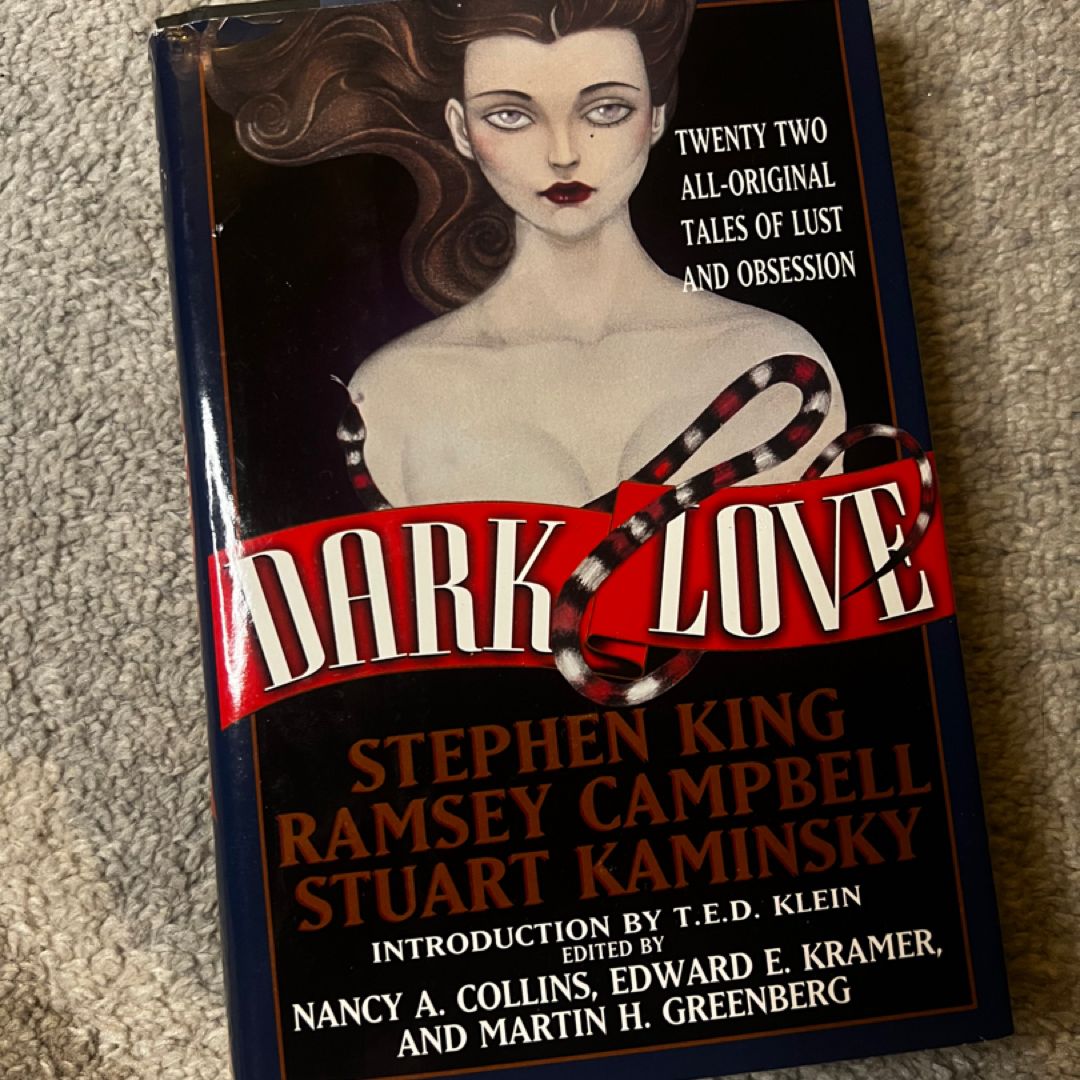 TWENTY TWO
ALL-ORIGINAL
TALES OF LUST
AND OBSESSION
DARK LOVE
STEPHEN KING
RAMSEY CAMPBELL
STUART KAMINSKY
INTRODUCTION BY T.E.D. KLEIN
EDITED BY
NANCY A. COLLINS, EDWARD E. KRAMER,
AND MARTIN H. GREENBERG